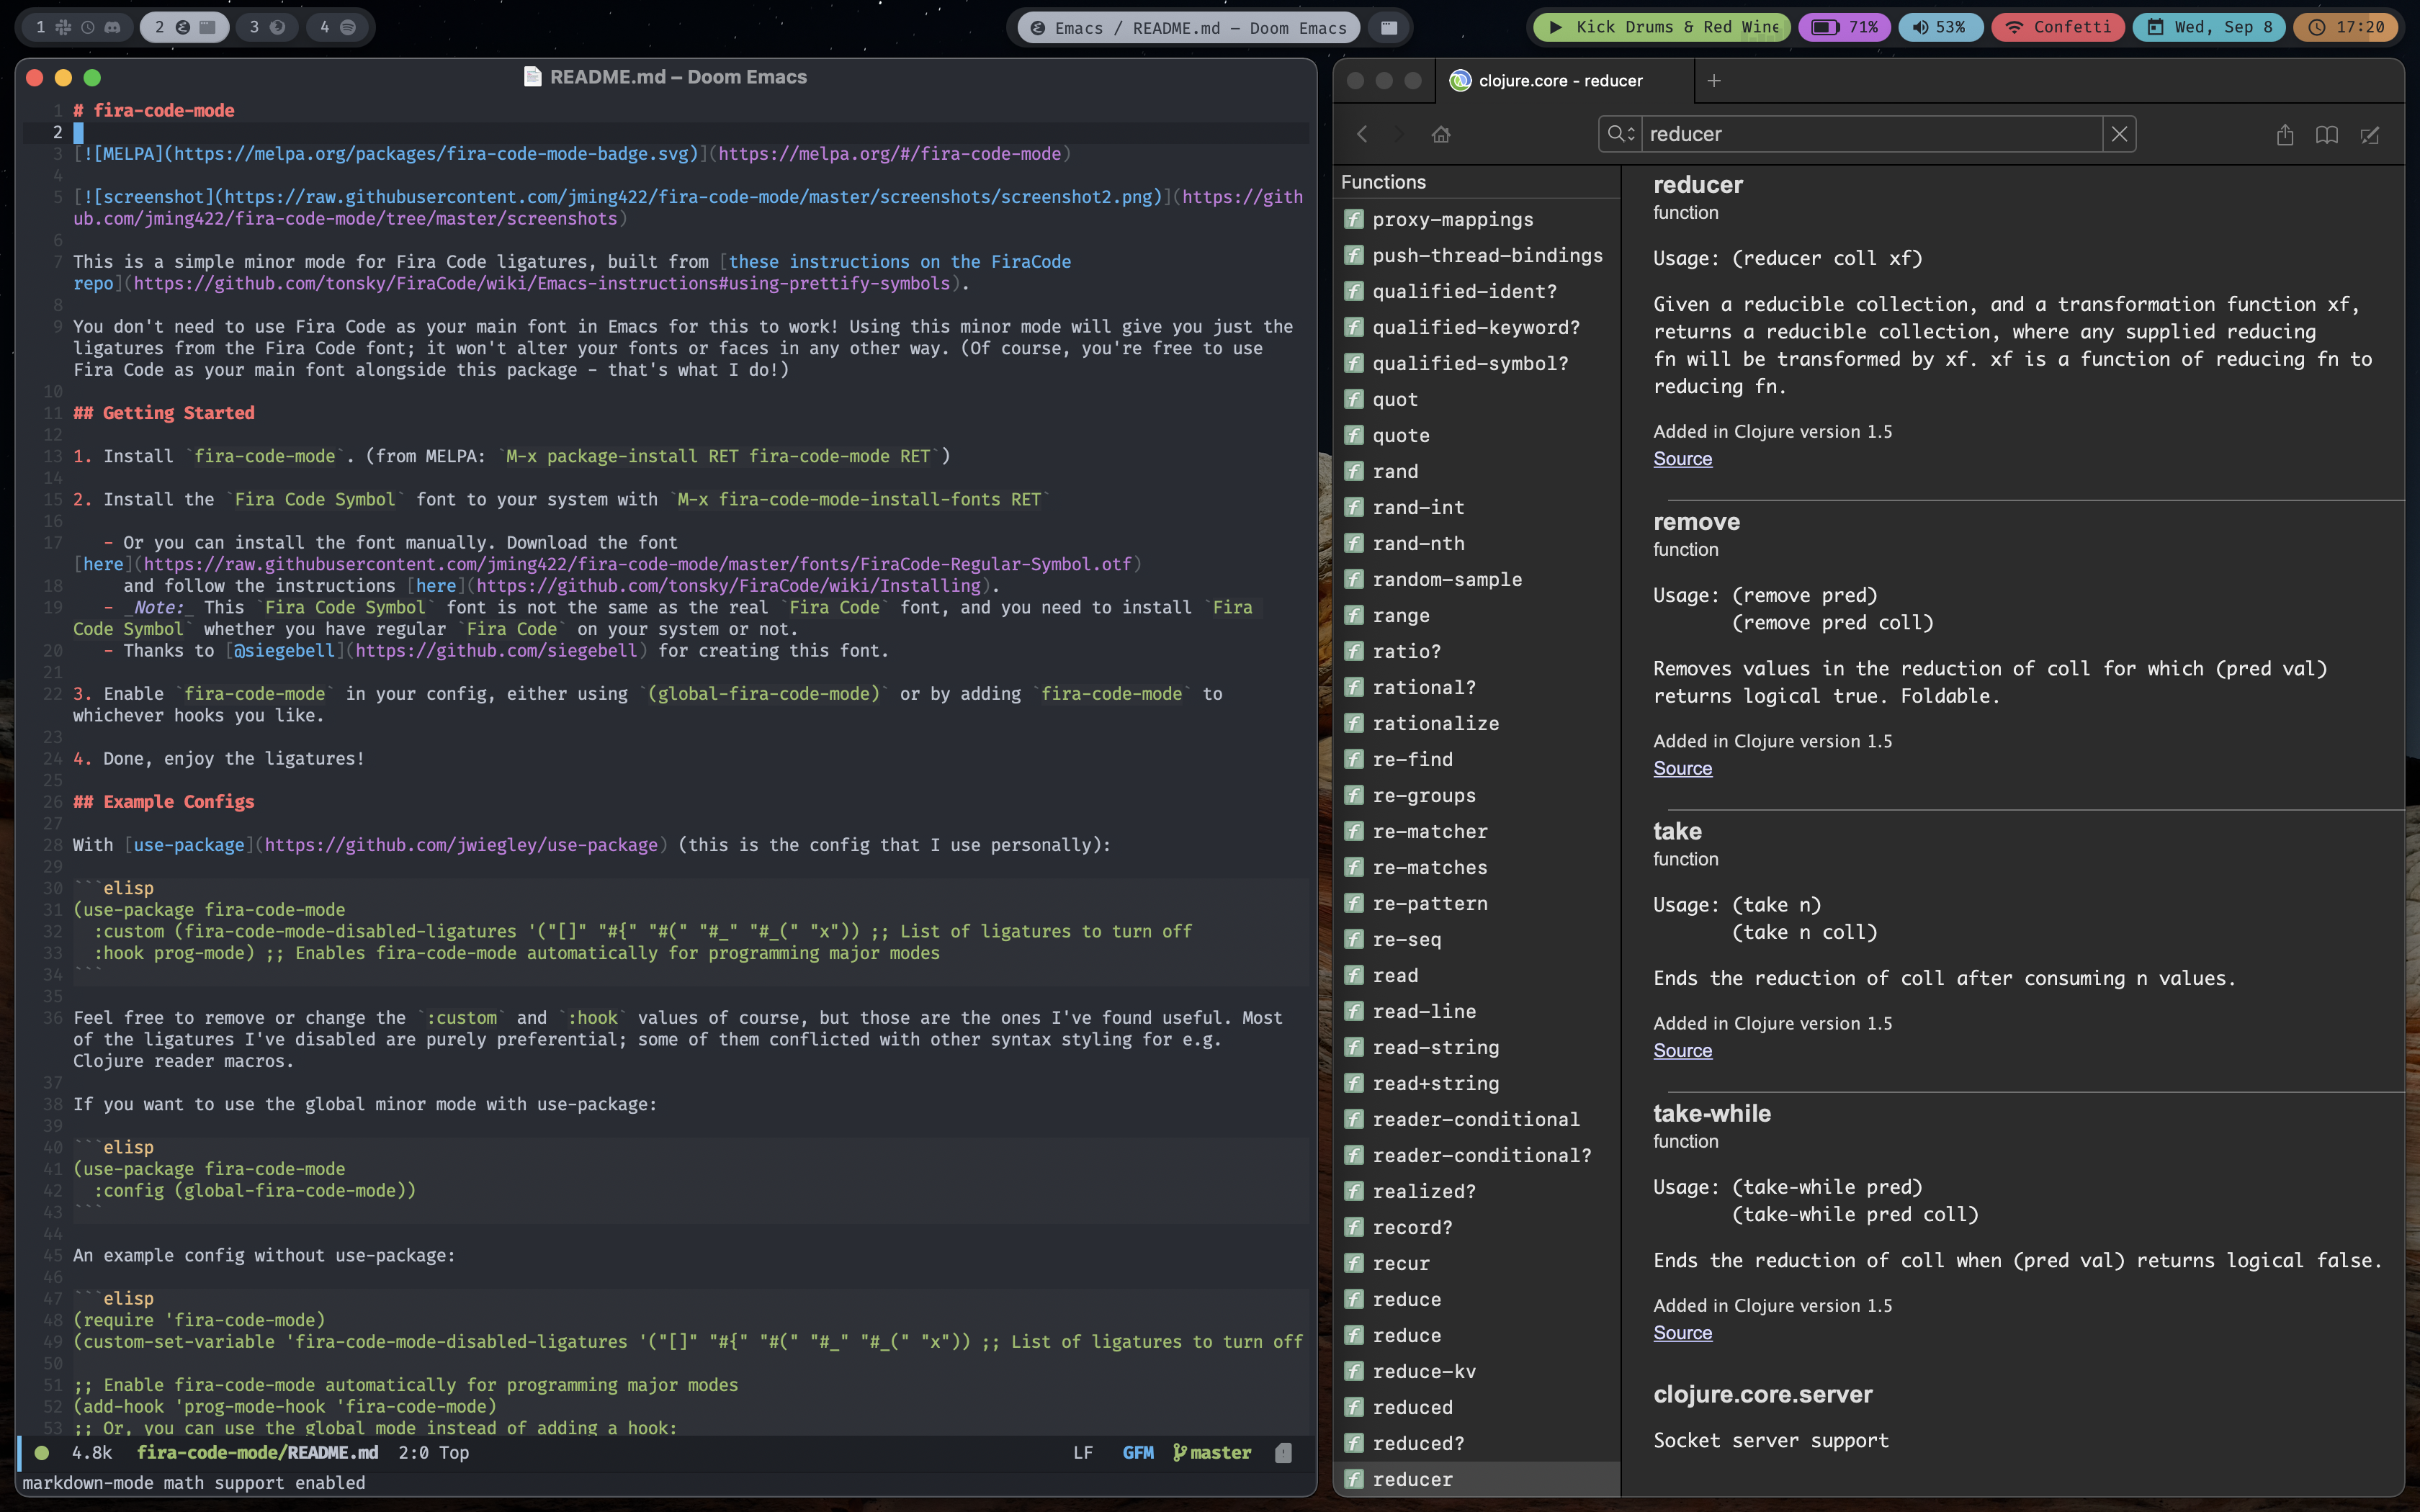 1
2
3
4
Emacs / README.md – Doom Emacs
Kick Drums & Red Wine
71%
53%
Confetti
Wed, Sep 8
17:20
README.md – Doom Emacs
1 # fira-code-mode
2
3 [![MELPA](https://melpa.org/packages/fira-code-mode-badge.svg)](https://melpa.org/#/fira-code-mode)
4
5 [![screenshot](https://raw.githubusercontent.com/jming422/fira-code-mode/master/screenshots/screenshot2.png)](https://gith
ub.com/jming422/fira-code-mode/tree/master/screenshots)
6
7 This is a simple minor mode for Fira Code ligatures, built from [these instructions on the FiraCode
repo](https://github.com/tonsky/FiraCode/wiki/Emacs-instructions#using-prettify-symbols).
8
9 You don't need to use Fira Code as your main font in Emacs for this to work! Using this minor mode will give you just the
ligatures from the Fira Code font; it won't alter your fonts or faces in any other way. (Of course, you're free to use
Fira Code as your main font alongside this package - that's what I do!)
10
11 ## Getting Started
12
13 1. Install `fira-code-mode`. (from MELPA: `M-x package-install RET fira-code-mode RET`)
14
15 2. Install the `Fira Code Symbol` font to your system with `M-x fira-code-mode-install-fonts RET`
16
17 - Or you can install the font manually. Download the font
[here](https://raw.githubusercontent.com/jming422/fira-code-mode/master/fonts/FiraCode-Regular-Symbol.otf)
18 and follow the instructions [here](https://github.com/tonsky/FiraCode/wiki/Installing).
19 - _Note:_ This `Fira Code Symbol` font is not the same as the real `Fira Code` font, and you need to install `Fira
Code Symbol` whether you have regular `Fira Code` on your system or not.
20 - Thanks to [@siegebell](https://github.com/siegebell) for creating this font.
21
22 3. Enable `fira-code-mode` in your config, either using `(global-fira-code-mode)` or by adding `fira-code-mode` to
whichever hooks you like.
23
24 4. Done, enjoy the ligatures!
25
26 ## Example Configs
27
28 With [use-package](https://github.com/jwiegley/use-package) (this is the config that I use personally):
29
30 ```elisp
31 (use-package fira-code-mode
32 :custom (fira-code-mode-disabled-ligatures '("[]" "#{" "#(" "#_" "#_(" "x")) ;; List of ligatures to turn off
33 :hook prog-mode) ;; Enables fira-code-mode automatically for programming major modes
34 ```
35
36 Feel free to remove or change the `:custom` and `:hook` values of course, but those are the ones I've found useful. Most
of the ligatures I've disabled are purely preferential; some of them conflicted with other syntax styling for e.g.
Clojure reader macros.
37
38 If you want to use the global minor mode with use-package:
39
40 ```elisp
41 (use-package fira-code-mode
42 :config (global-fira-code-mode))
43 ```
44
45 An example config without use-package:
46
47 ```elisp
48 (require 'fira-code-mode)
49 (custom-set-variable 'fira-code-mode-disabled-ligatures '("[]" "#{" "#(" "#_" "#_(" "x")) ;; List of ligatures to turn off
50
51 ;; Enable fira-code-mode automatically for programming major modes
52 (add-hook 'prog-mode-hook 'fira-code-mode)
53 ;; Or, you can use the global mode instead of adding a hook:
4.8k fira-code-mode/README.md 2:0 Top LF GFM master
markdown-mode math support enabled
clojure.core - reducer
reducer
Functions
proxy-mappings
push-thread-bindings
qualified-ident?
qualified-keyword?
qualified-symbol?
quot
quote
rand
rand-int
rand-nth
random-sample
range
ratio?
rational?
rationalize
re-find
re-groups
re-matcher
re-matches
re-pattern
re-seq
read
read-line
read-string
read+string
reader-conditional
reader-conditional?
realized?
record?
recur
reduce
reduce
reduce-kv
reduced
reduced?
reducer
reducer
function
Usage: (reducer coll xf)
Given a reducible collection, and a transformation function xf,
returns a reducible collection, where any supplied reducing
fn will be transformed by xf. xf is a function of reducing fn to
reducing fn.
Added in Clojure version 1.5
Source
remove
function
Usage: (remove pred)
(remove pred coll)
Removes values in the reduction of coll for which (pred val)
returns logical true. Foldable.
Added in Clojure version 1.5
Source
take
function
Usage: (take n)
(take n coll)
Ends the reduction of coll after consuming n values.
Added in Clojure version 1.5
Source
take-while
function
Usage: (take-while pred)
(take-while pred coll)
Ends the reduction of coll when (pred val) returns logical false.
Added in Clojure version 1.5
Source
clojure.core.server
Socket server support